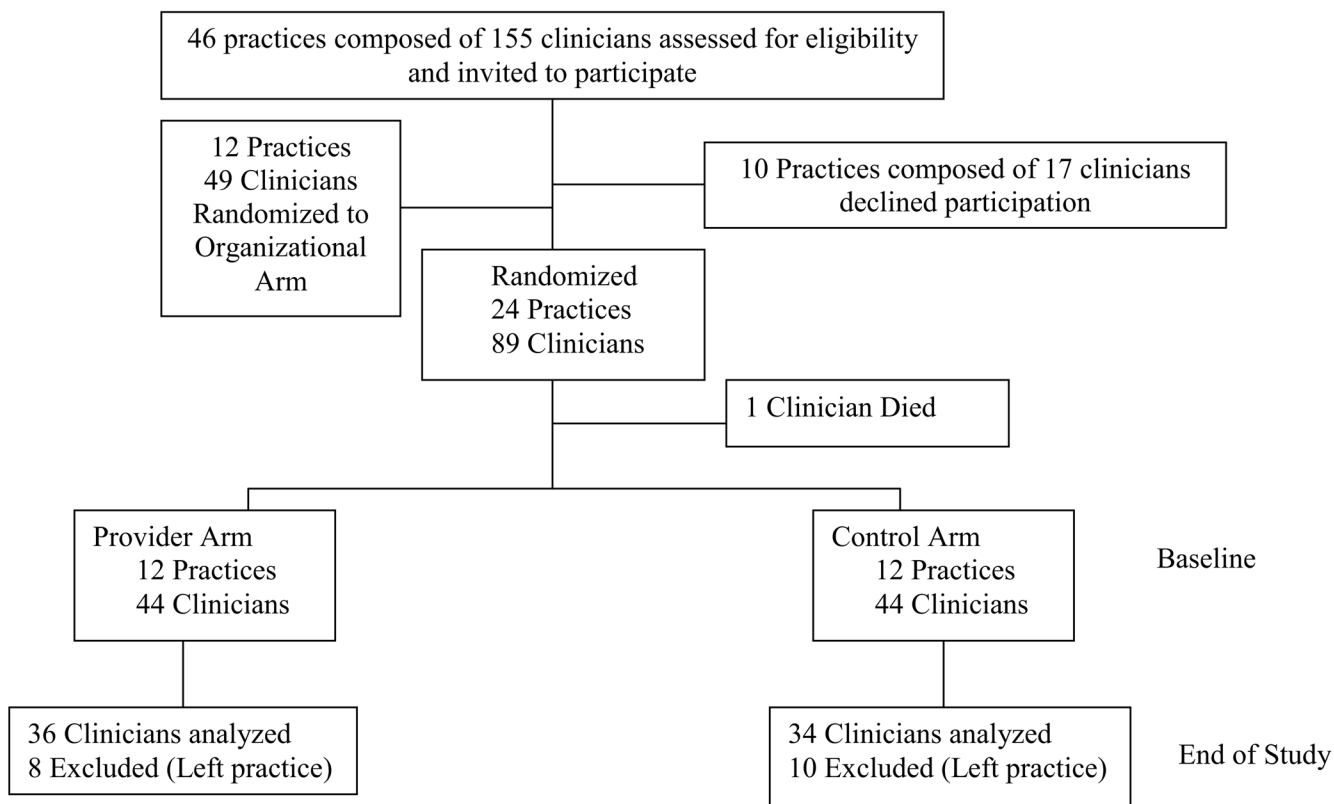 46 practices composed of 155 clinicians assessed for eligibility
and invited to participate
12 Practices
49 Clinicians
Randomized to
Organizational
Arm
10 Practices composed of 17 clinicians
declined participation
Randomized
24 Practices
89 Clinicians
1 Clinician Died
Provider Arm
12 Practices
44 Clinicians
Control Arm
12 Practices
44 Clinicians
Baseline
36 Clinicians analyzed
8 Excluded (Left practice)
34 Clinicians analyzed
10 Excluded (Left practice)
End of Study